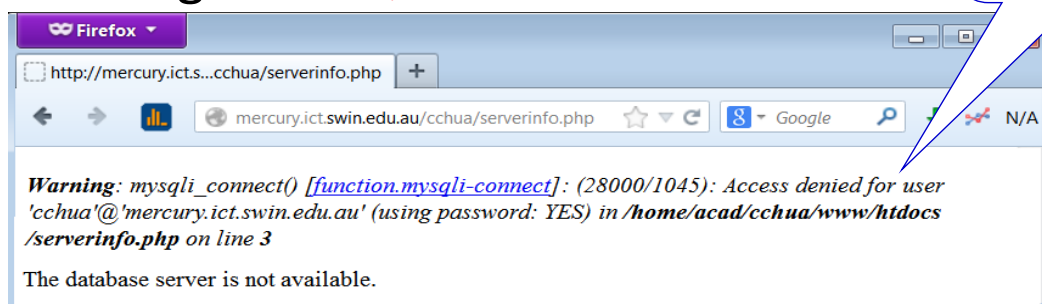 Firefox
http://mercury.ict.s...cchua/serverinfo.php
mercury.ict.swin.edu.au/cchua/serverinfo.php
8
Google
N/A
Warning: mysqli_connect() [function.mysqli-connect]: (28000/1045): Access denied for user
'cchua'@'mercury.ict.swin.edu.au' (using password: YES) in /home/acad/cchua/www/htdocs
/serverinfo.php on line 3
The database server is not available.